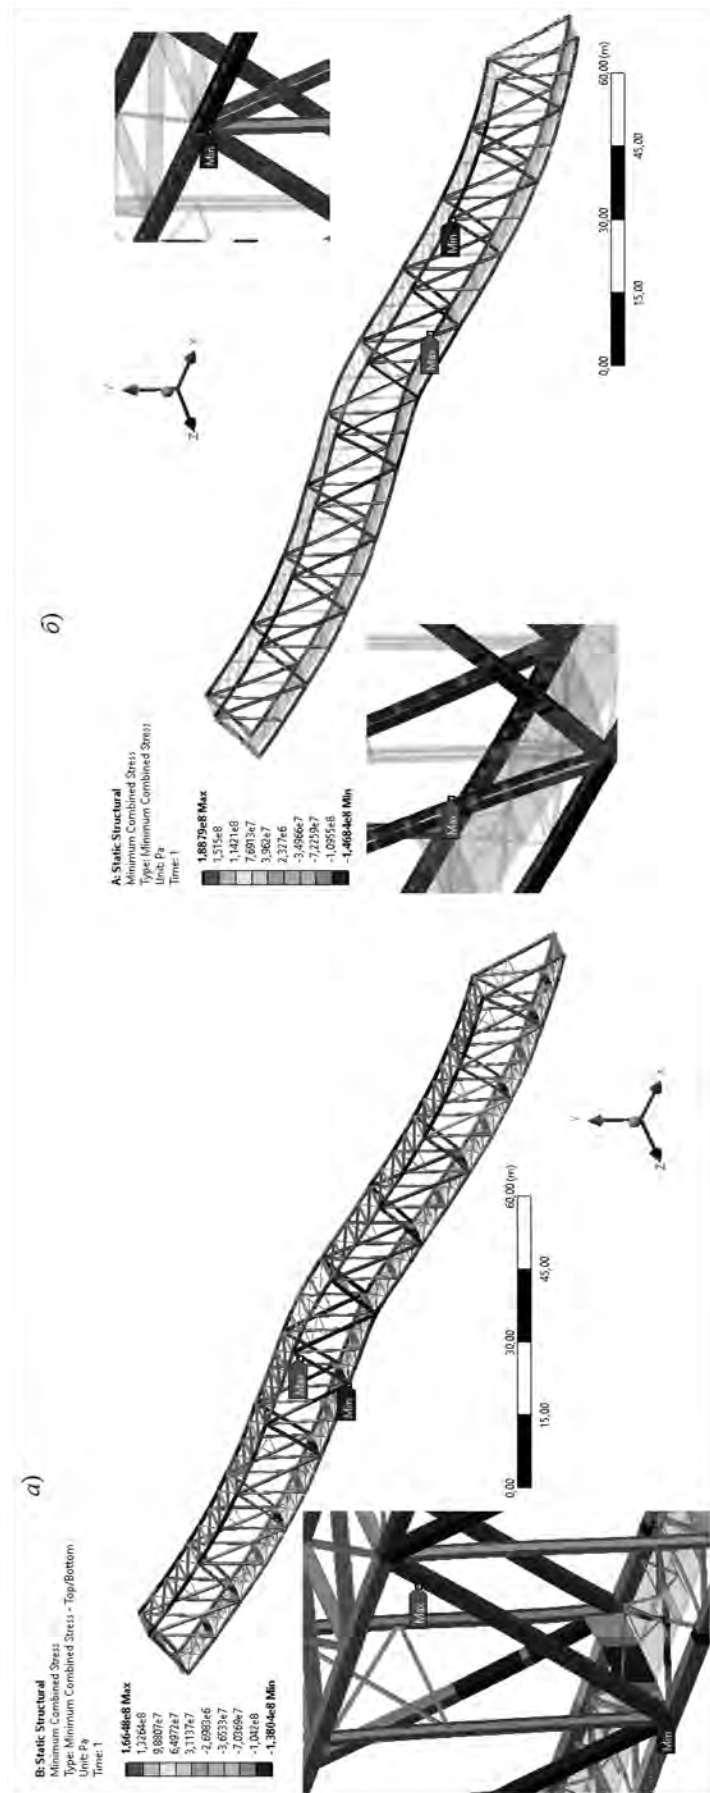 а)
B: Static Structural
Minimum Combined Stress
Type: Minimum Combined Stress - Top/Bottom
Unit: Pa
Time: 1
1,6648e8 Max
1,3264e8
9,8807e7
6,4972e7
3,1137e7
-2,6983e6
-3,6533e7
-7,0369e7
-1,042e8
-1,3804e8 Min
Max
Min
Max
Min
0,00
15,00
30,00
45,00
60,00 (m)
Y
Z
X
б)
A: Static Structural
Minimum Combined Stress
Type: Minimum Combined Stress
Unit: Pa
Time: 1
1,8879e8 Max
1,515e8
1,1421e8
7,6913e7
3,962e7
2,327e6
-3,4966e7
-7,2259e7
-1,0955e8
-1,4684e8 Min
Max
Min
Max
Min
0,00
15,00
30,00
45,00
60,00 (m)
Y
Z
X